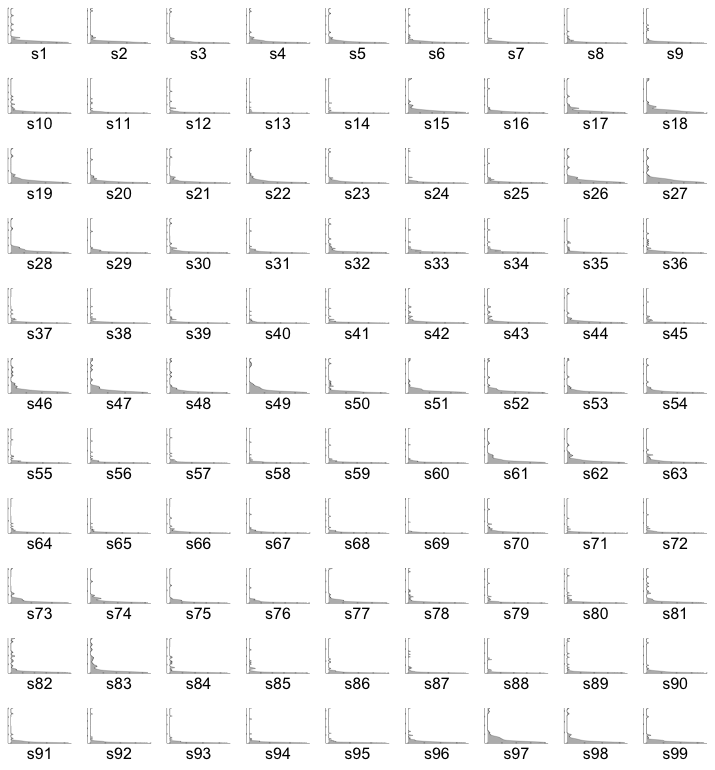 s1 s2 s3 s4 s5 s6 s7 s8 s9
s10 s11 s12 s13 s14 s15 s16 s17 s18
s19 s20 s21 s22 s23 s24 s25 s26 s27
s28 s29 s30 s31 s32 s33 s34 s35 s36
s37 s38 s39 s40 s41 s42 s43 s44 s45
s46 s47 s48 s49 s50 s51 s52 s53 s54
s55 s56 s57 s58 s59 s60 s61 s62 s63
s64 s65 s66 s67 s68 s69 s70 s71 s72
s73 s74 s75 s76 s77 s78 s79 s80 s81
s82 s83 s84 s85 s86 s87 s88 s89 s90
s91 s92 s93 s94 s95 s96 s97 s98 s99